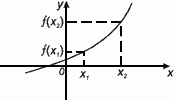 y
f(x₂)
f(x₁)
0
x₁ x₂ x